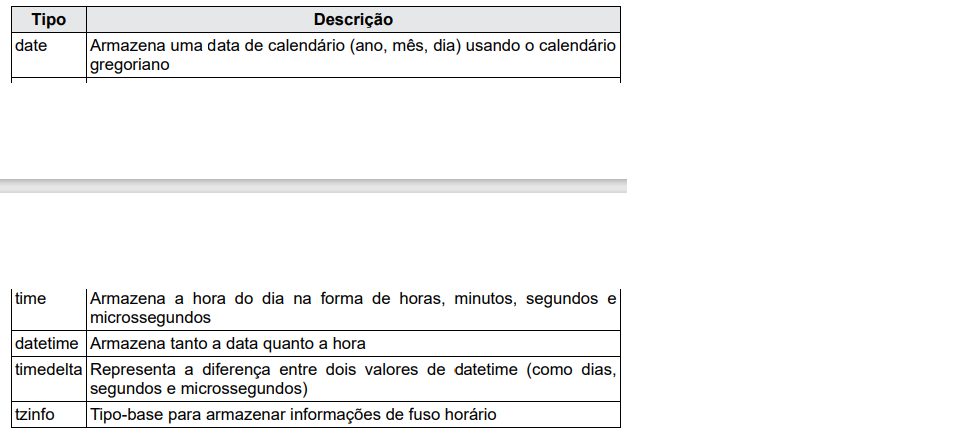 Tipo Descrição
date Armazena uma data de calendário (ano, mês, dia) usando o calendário
gregoriano
time Armazena a hora do dia na forma de horas, minutos, segundos e
microssegundos
datetime Armazena tanto a data quanto a hora
timedelta Representa a diferença entre dois valores de datetime (como dias,
segundos e microssegundos)
tzinfo Tipo-base para armazenar informações de fuso horário